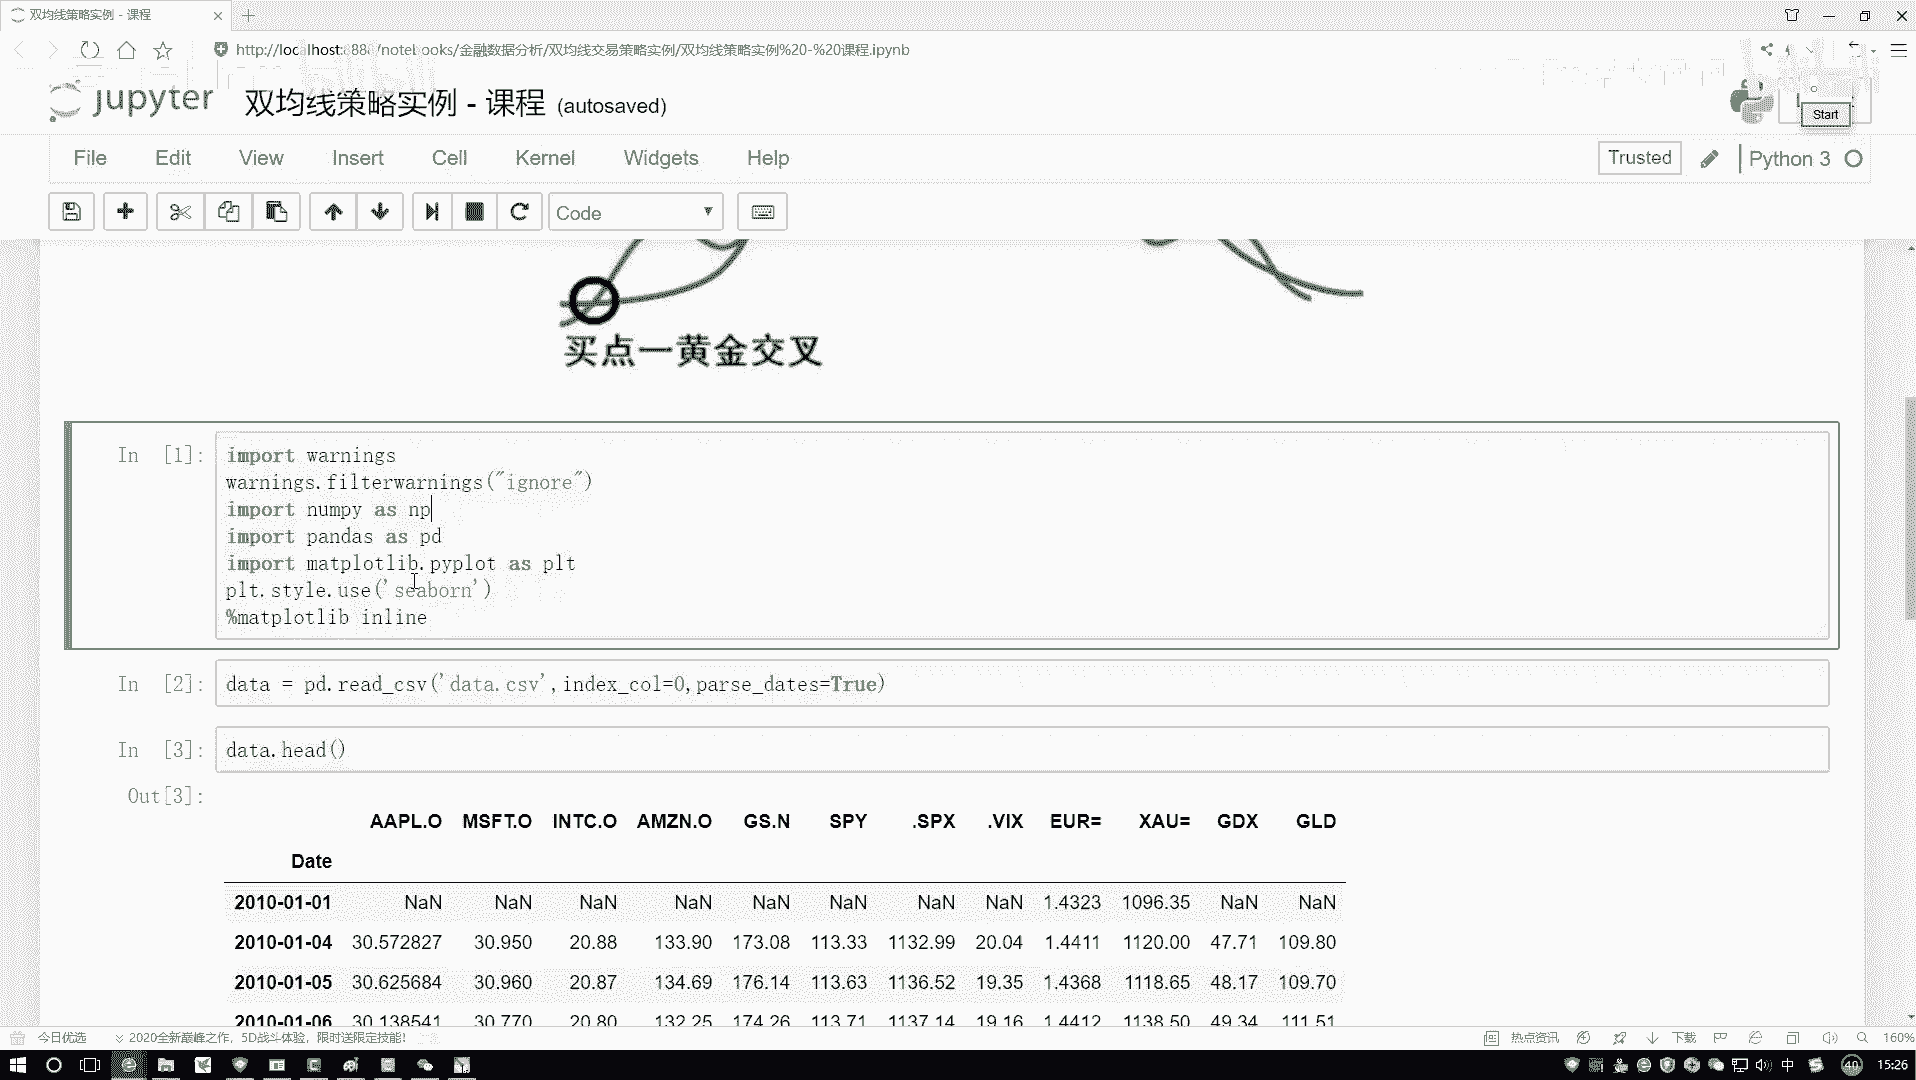 双均线策略实例 - 课程
http://localhost:888/notebooks/金融数据分析/双均线交易策略实例/双均线策略实例%20-%20课程.ipynb
jupyter 双均线策略实例 - 课程 (autosaved)
Start
File Edit View Insert Cell Kernel Widgets Help
Trusted Python 3
Code
买点一黄金交叉
In [1]:
import warnings
warnings.filterwarnings("ignore")
import numpy as np
import pandas as pd
import matplotlib.pyplot as plt
plt.style.use('seaborn')
%matplotlib inline
In [2]: data = pd.read_csv('data.csv',index_col=0,parse_dates=True)
In [3]: data.head()
Out[3]:
AAPL.O MSFT.O INTC.O AMZN.O GS.N SPY .SPX .VIX EUR= XAU= GDX GLD
Date
2010-01-01 NaN NaN NaN NaN NaN NaN NaN NaN 1.4323 1096.35 NaN NaN
2010-01-04 30.572827 30.950 20.88 133.90 173.08 113.33 1132.99 20.04 1.4411 1120.00 47.71 109.80
2010-01-05 30.625684 30.960 20.87 134.69 176.14 113.63 1136.52 19.35 1.4368 1118.65 48.17 109.70
2010-01-06 30.138541 30.770 20.80 132.25 174.26 113.71 1137.14 19.16 1.4412 1138.50 49.34 111.51
今日优选 2020全新巅峰之作，5D战斗体验，限时送限定技能！ 热点资讯 下载 160%
中 40 15:26